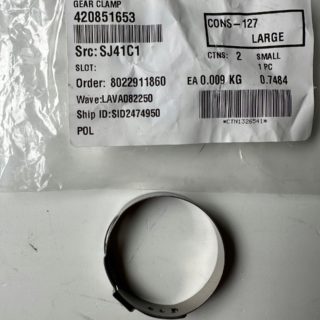 GEAR CLAMP
420851653
Src: SJ41C1
SLOT:
Order: 8022911860
Wave:LAVA082250
Ship ID:SID2474950
POL
CONS-127
LARGE
CTNS: 2 SMALL
1 PC
EA 0.009 KG 0.7484
*CTN1326541*